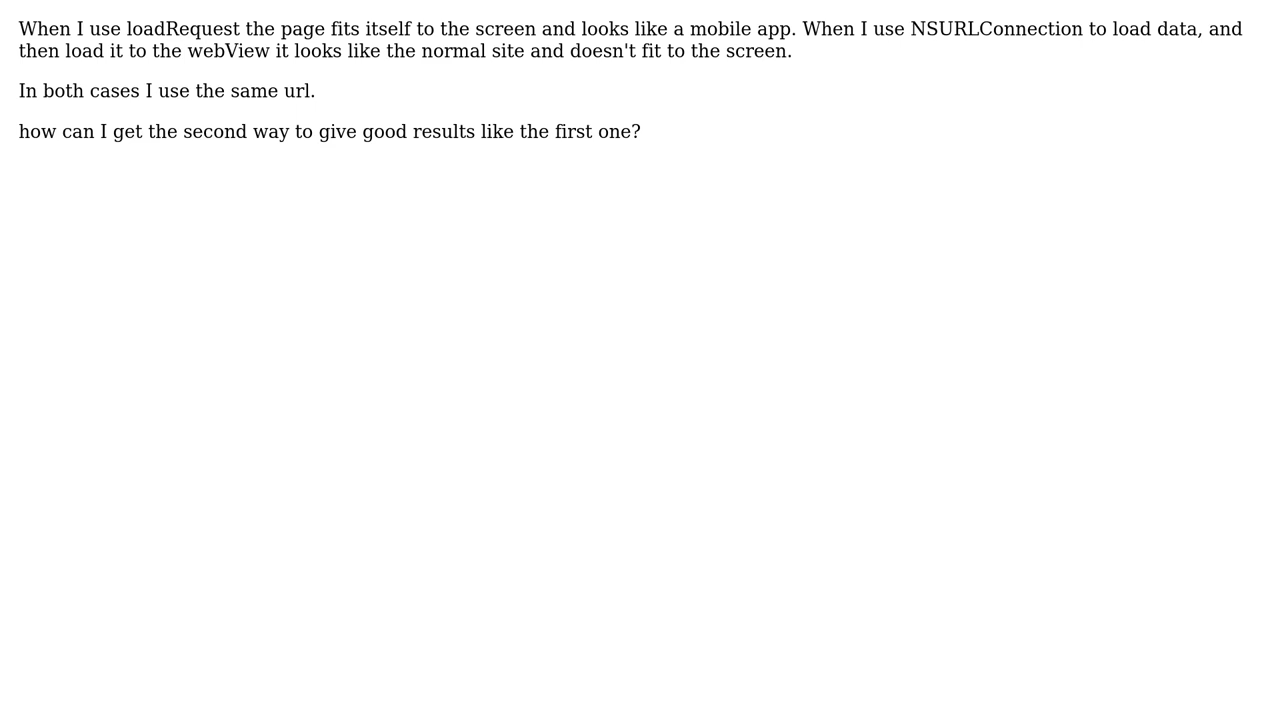 When I use loadRequest the page fits itself to the screen and looks like a mobile app. When I use NSURLConnection to load data, and
then load it to the webView it looks like the normal site and doesn't fit to the screen.
In both cases I use the same url.
how can I get the second way to give good results like the first one?